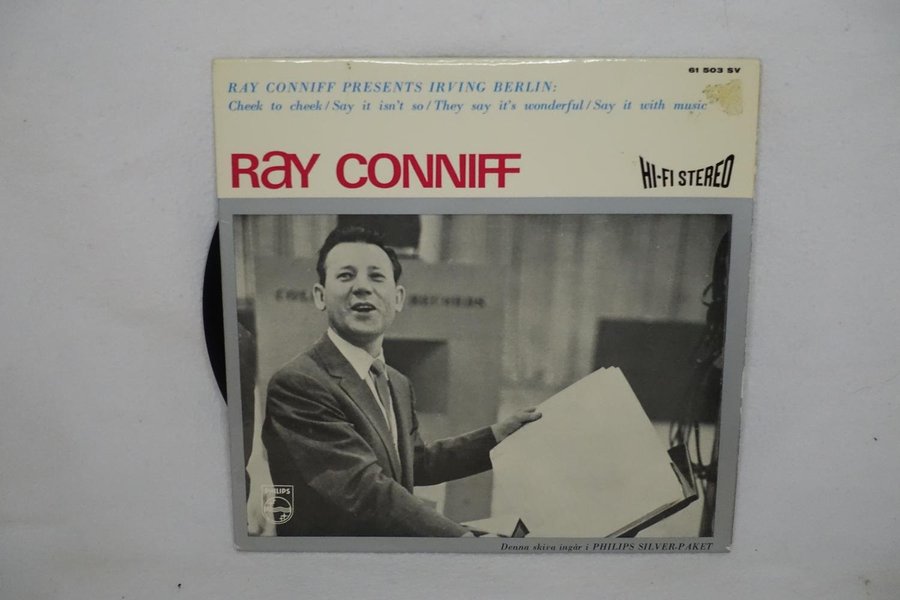 61 503 SV
RAY CONNIFF PRESENTS IRVING BERLIN:
Cheek to cheek / Say it isn't so / They say it's wonderful / Say it with music
RaY CONNIFF
HI-FI STEREO
PHILIPS
Denna skiva ingår i PHILIPS SILVER-PAKET